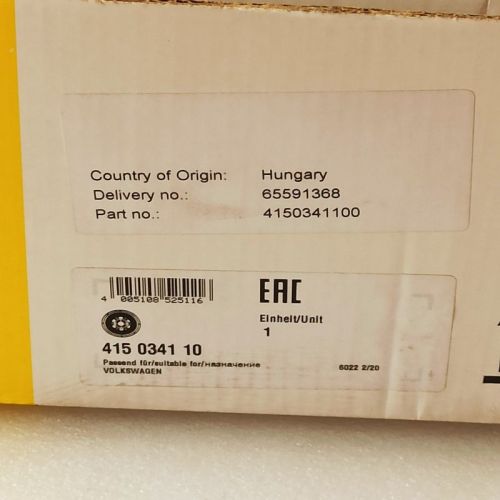 Country of Origin: Hungary
Delivery no.: 65591368
Part no.: 4150341100
4 005108 525116
EAC
Einheit/Unit
1
415 0341 10
Passend für/suitable for/назначение
VOLKSWAGEN
6022 2/20